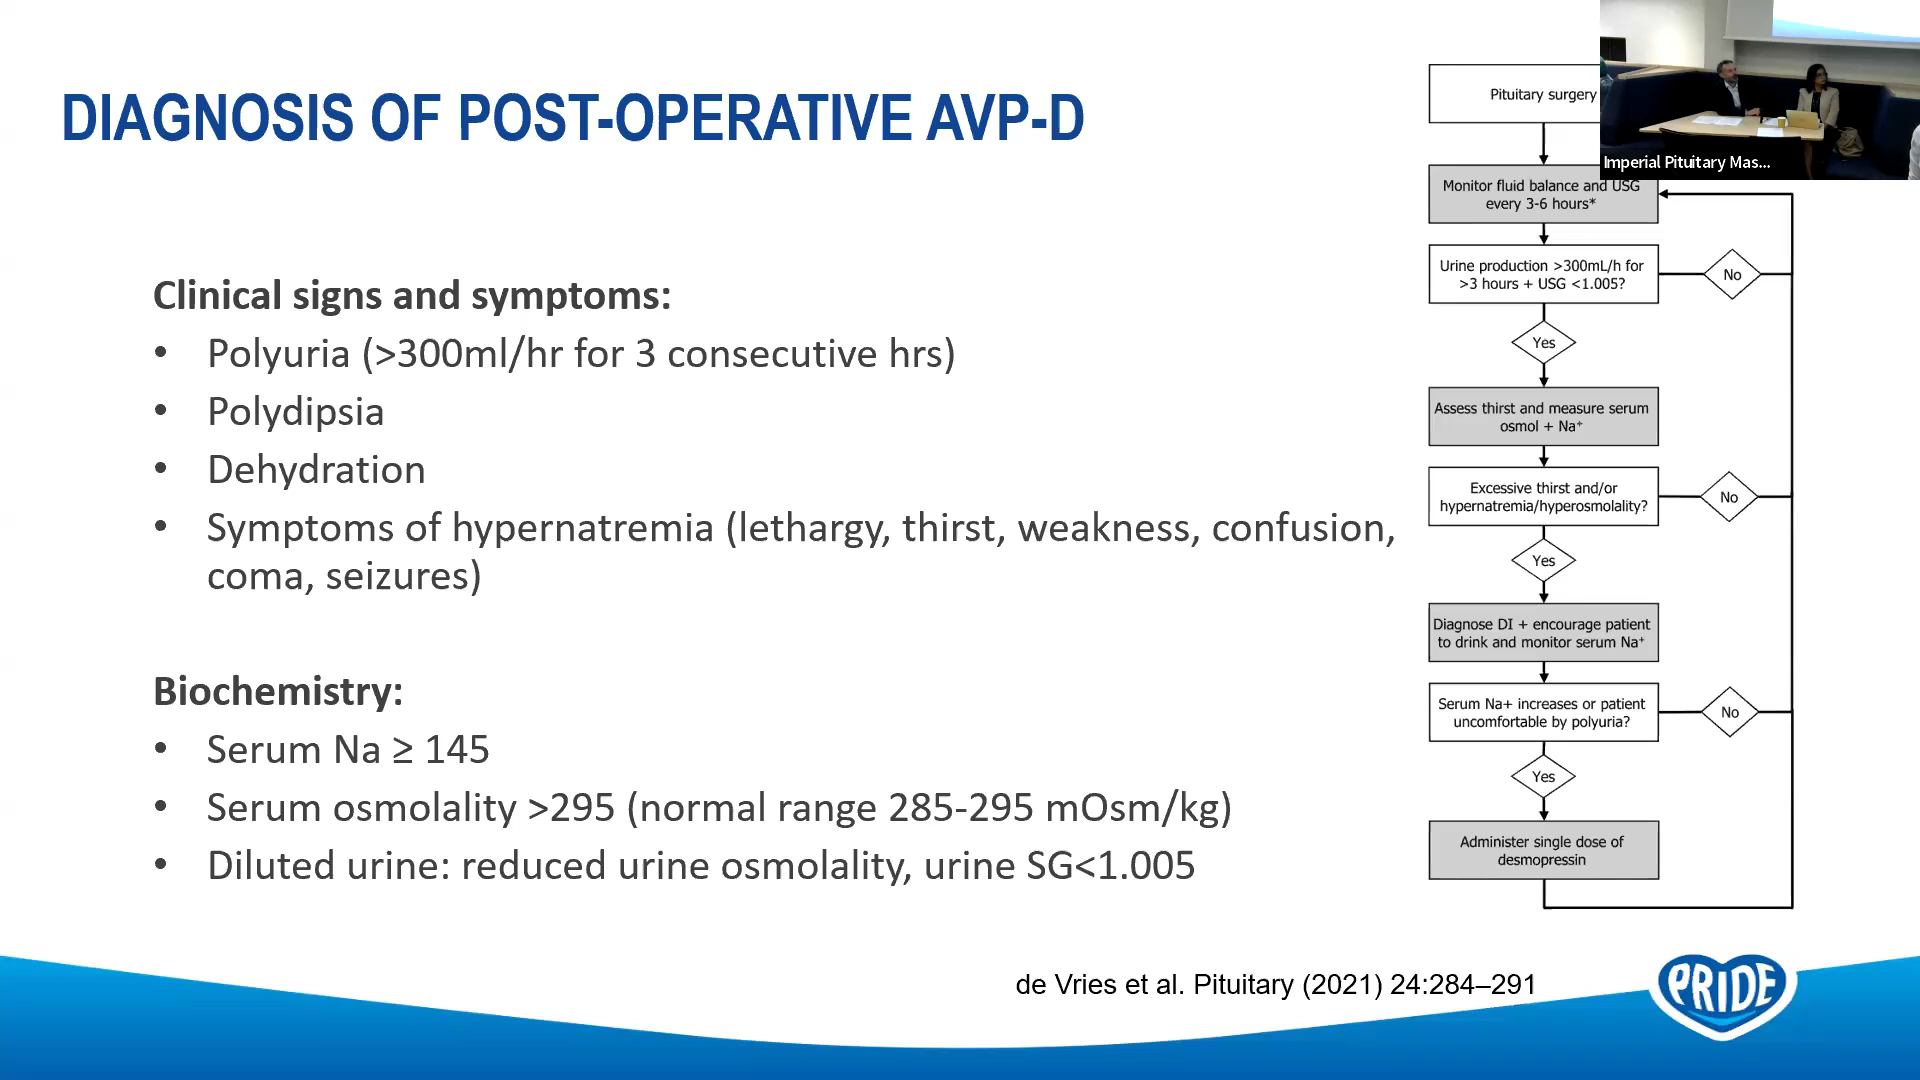 DIAGNOSIS OF POST-OPERATIVE AVP-D
Clinical signs and symptoms:
• Polyuria (>300ml/hr for 3 consecutive hrs)
• Polydipsia
• Dehydration
• Symptoms of hypernatremia (lethargy, thirst, weakness, confusion,
coma, seizures)
Biochemistry:
• Serum Na ≥ 145
• Serum osmolality >295 (normal range 285-295 mOsm/kg)
• Diluted urine: reduced urine osmolality, urine SG<1.005
Pituitary surgery
Imperial Pituitary Mas...
Monitor fluid balance and USG
every 3-6 hours*
Urine production >300mL/h for
>3 hours + USG <1.005?
No
Yes
Assess thirst and measure serum
osmol + Na⁺
Excessive thirst and/or
hypernatremia/hyperosmolality?
No
Yes
Diagnose DI + encourage patient
to drink and monitor serum Na⁺
Serum Na+ increases or patient
uncomfortable by polyuria?
No
Yes
Administer single dose of
desmopressin
de Vries et al. Pituitary (2021) 24:284–291
PRIDE